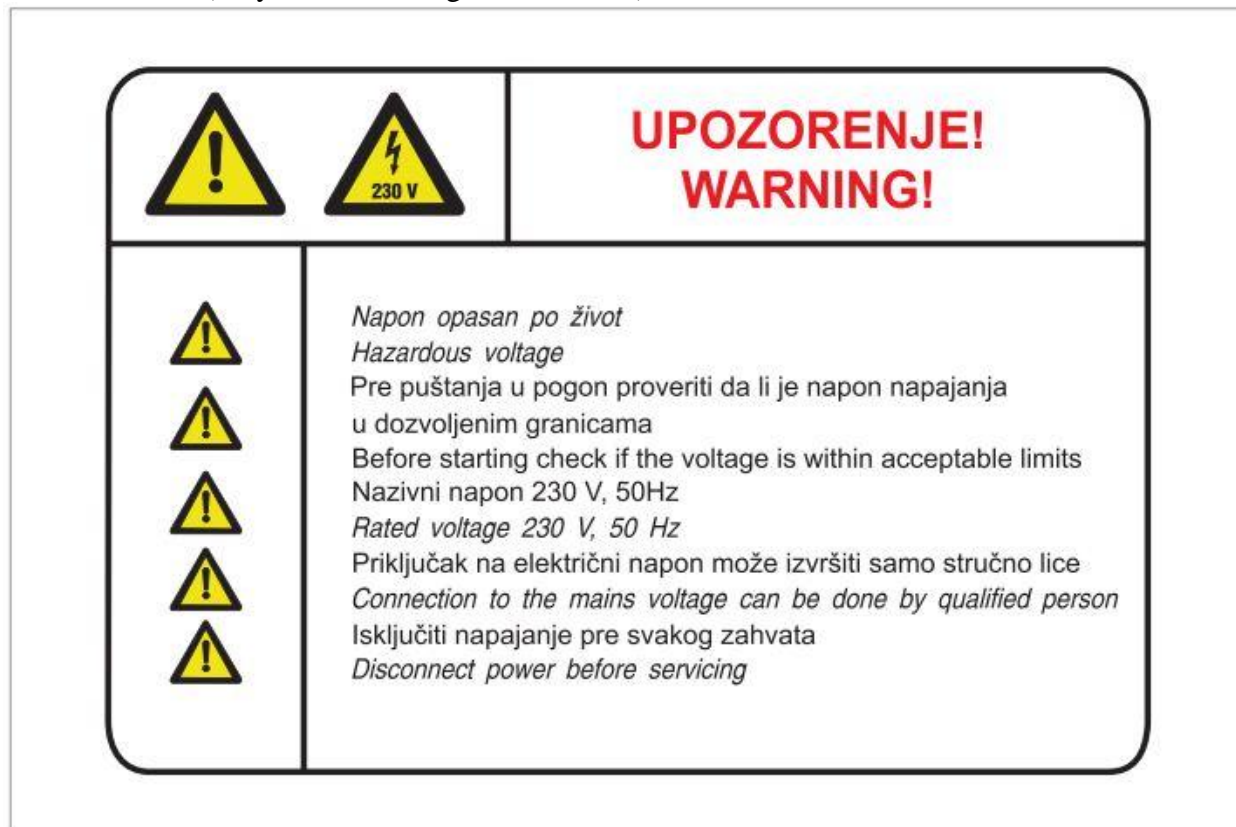 230 V
UPOZORENJE!
WARNING!
Napon opasan po život
Hazardous voltage
Pre puštanja u pogon proveriti da li je napon napajanja
u dozvoljenim granicama
Before starting check if the voltage is within acceptable limits
Nazivni napon 230 V, 50Hz
Rated voltage 230 V, 50 Hz
Priključak na električni napon može izvršiti samo stručno lice
Connection to the mains voltage can be done by qualified person
Isključiti napajanje pre svakog zahvata
Disconnect power before servicing